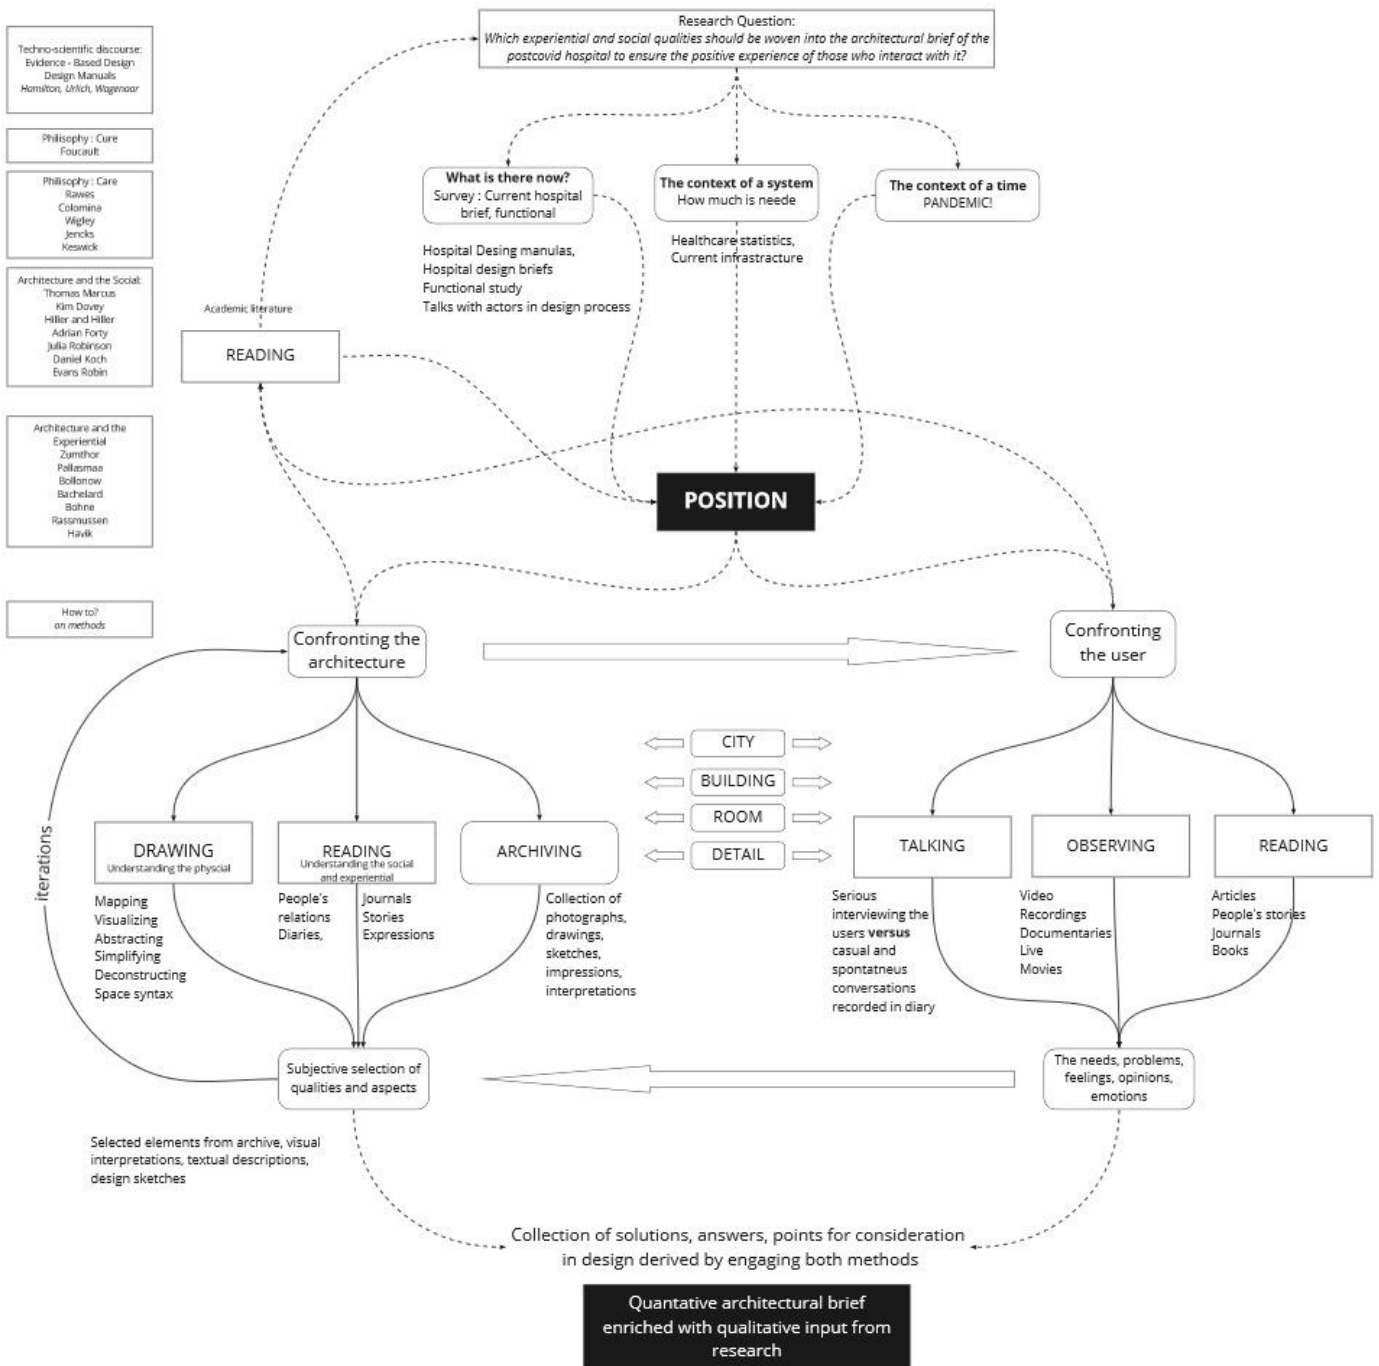 Research Question:
Which experiential and social qualities should be woven into the architectural brief of the
postcovid hospital to ensure the positive experience of those who interact with it?
Techno-scientific discourse:
Evidence - Based Design
Design Manuals
Hamilton, Urlich, Wagenaar
Philisophy : Cure
Foucault
Philisophy : Care
Rawes
Colomina
Wigley
Jencks
Keswick
Architecture and the Social:
Thomas Marcus
Kim Dovey
Hiller and Hiller
Adrian Forty
Julia Robinson
Daniel Koch
Evans Robin
Architecture and the
Experiential
Zumthor
Pallasmaa
Bollonow
Bachelard
Bohne
Rassmussen
Havik
How to?
on methods
What is there now?
Survey : Current hospital
brief, functional
Hospital Desing manulas,
Hospital design briefs
Functional study
Talks with actors in design process
The context of a system
How much is neede
Healthcare statistics,
Current infrastracture
The context of a time
PANDEMIC!
Academic literature
READING
POSITION
Confronting the
architecture
Confronting
the user
iterations
CITY
BUILDING
ROOM
DETAIL
DRAWING
Understanding the physcial
Mapping
Visualizing
Abstracting
Simplifying
Deconstructing
Space syntax
READING
Understanding the social
and experiential
People's
relations
Diaries,
Journals
Stories
Expressions
ARCHIVING
Collection of
photographs,
drawings,
sketches,
impressions,
interpretations
TALKING
Serious
interviewing the
users versus
casual and
spontatneus
conversations
recorded in diary
OBSERVING
Video
Recordings
Documentaries
Live
Movies
READING
Articles
People's stories
Journals
Books
Subjective selection of
qualities and aspects
The needs, problems,
feelings, opinions,
emotions
Selected elements from archive, visual
interpretations, textual descriptions,
design sketches
Collection of solutions, answers, points for consideration
in design derived by engaging both methods
Quantative architectural brief
enriched with qualitative input from
research